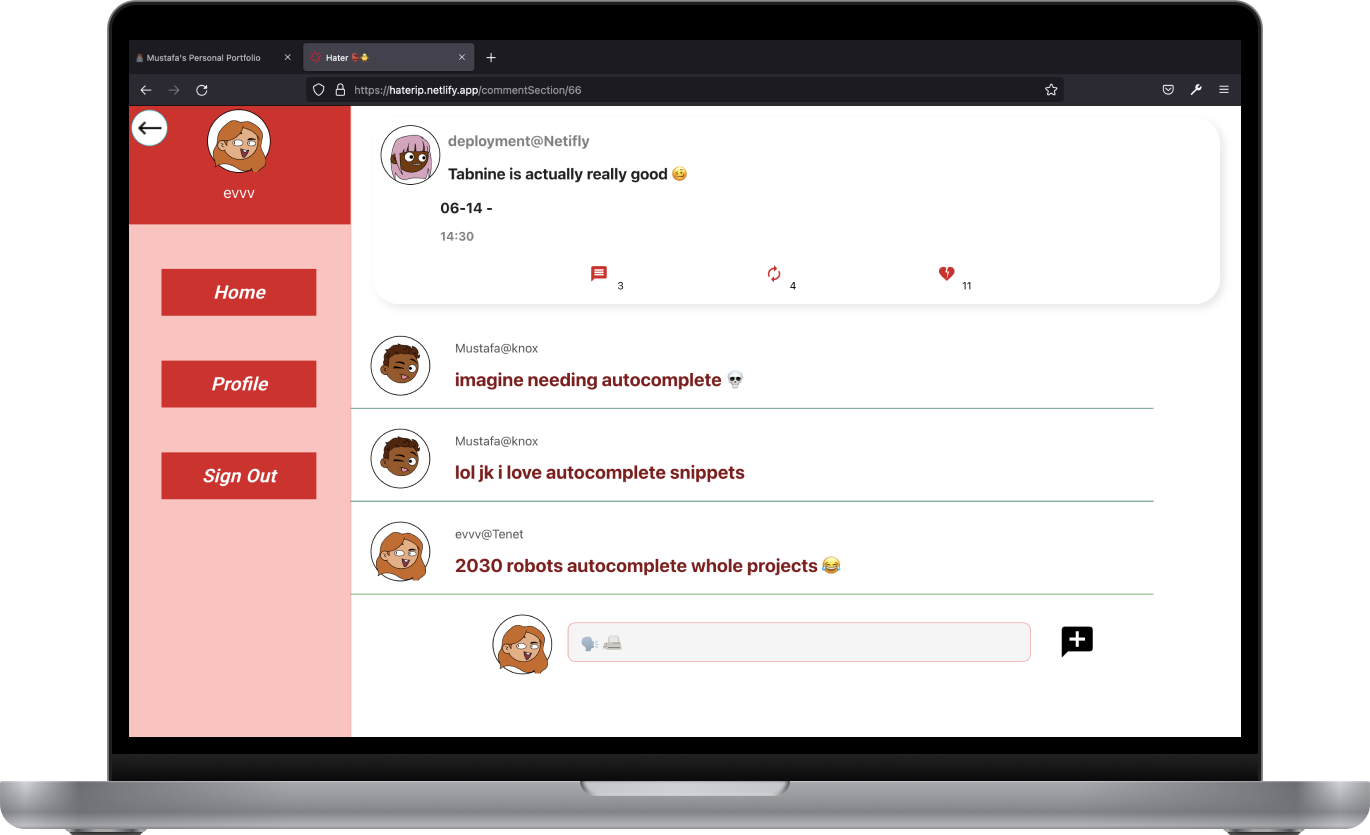 Mustafa's Personal Portfolio
Hater
https://haterip.netlify.app/commentSection/66
evvv
Home
Profile
Sign Out
deployment@Netifly
Tabnine is actually really good 🥴
06-14 -
14:30
3 4 11
Mustafa@knox
imagine needing autocomplete 💀
Mustafa@knox
lol jk i love autocomplete snippets
evvv@Tenet
2030 robots autocomplete whole projects 😂
🗣️ 📠